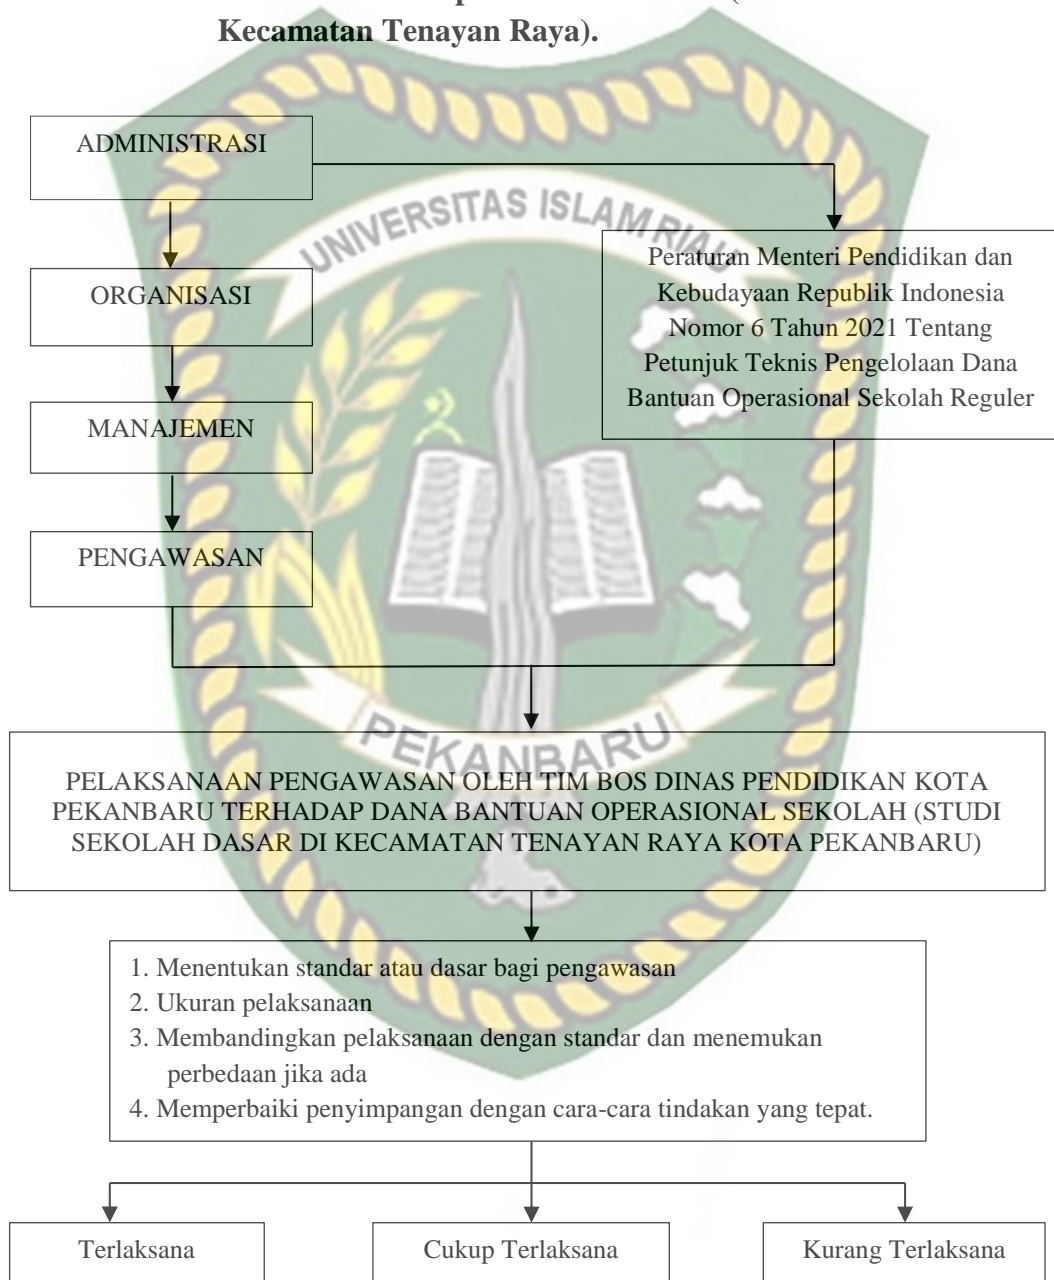 Kecamatan Tenayan Raya).
ADMINISTRASI
UNIVERSITAS ISLAM RIAU
Peraturan Menteri Pendidikan dan
Kebudayaan Republik Indonesia
Nomor 6 Tahun 2021 Tentang
Petunjuk Teknis Pengelolaan Dana
Bantuan Operasional Sekolah Reguler
ORGANISASI
MANAJEMEN
PENGAWASAN
PEKANBARU
PELAKSANAAN PENGAWASAN OLEH TIM BOS DINAS PENDIDIKAN KOTA
PEKANBARU TERHADAP DANA BANTUAN OPERASIONAL SEKOLAH (STUDI
SEKOLAH DASAR DI KECAMATAN TENAYAN RAYA KOTA PEKANBARU)
1. Menentukan standar atau dasar bagi pengawasan
2. Ukuran pelaksanaan
3. Membandingkan pelaksanaan dengan standar dan menemukan
perbedaan jika ada
4. Memperbaiki penyimpangan dengan cara-cara tindakan yang tepat.
Terlaksana
Cukup Terlaksana
Kurang Terlaksana